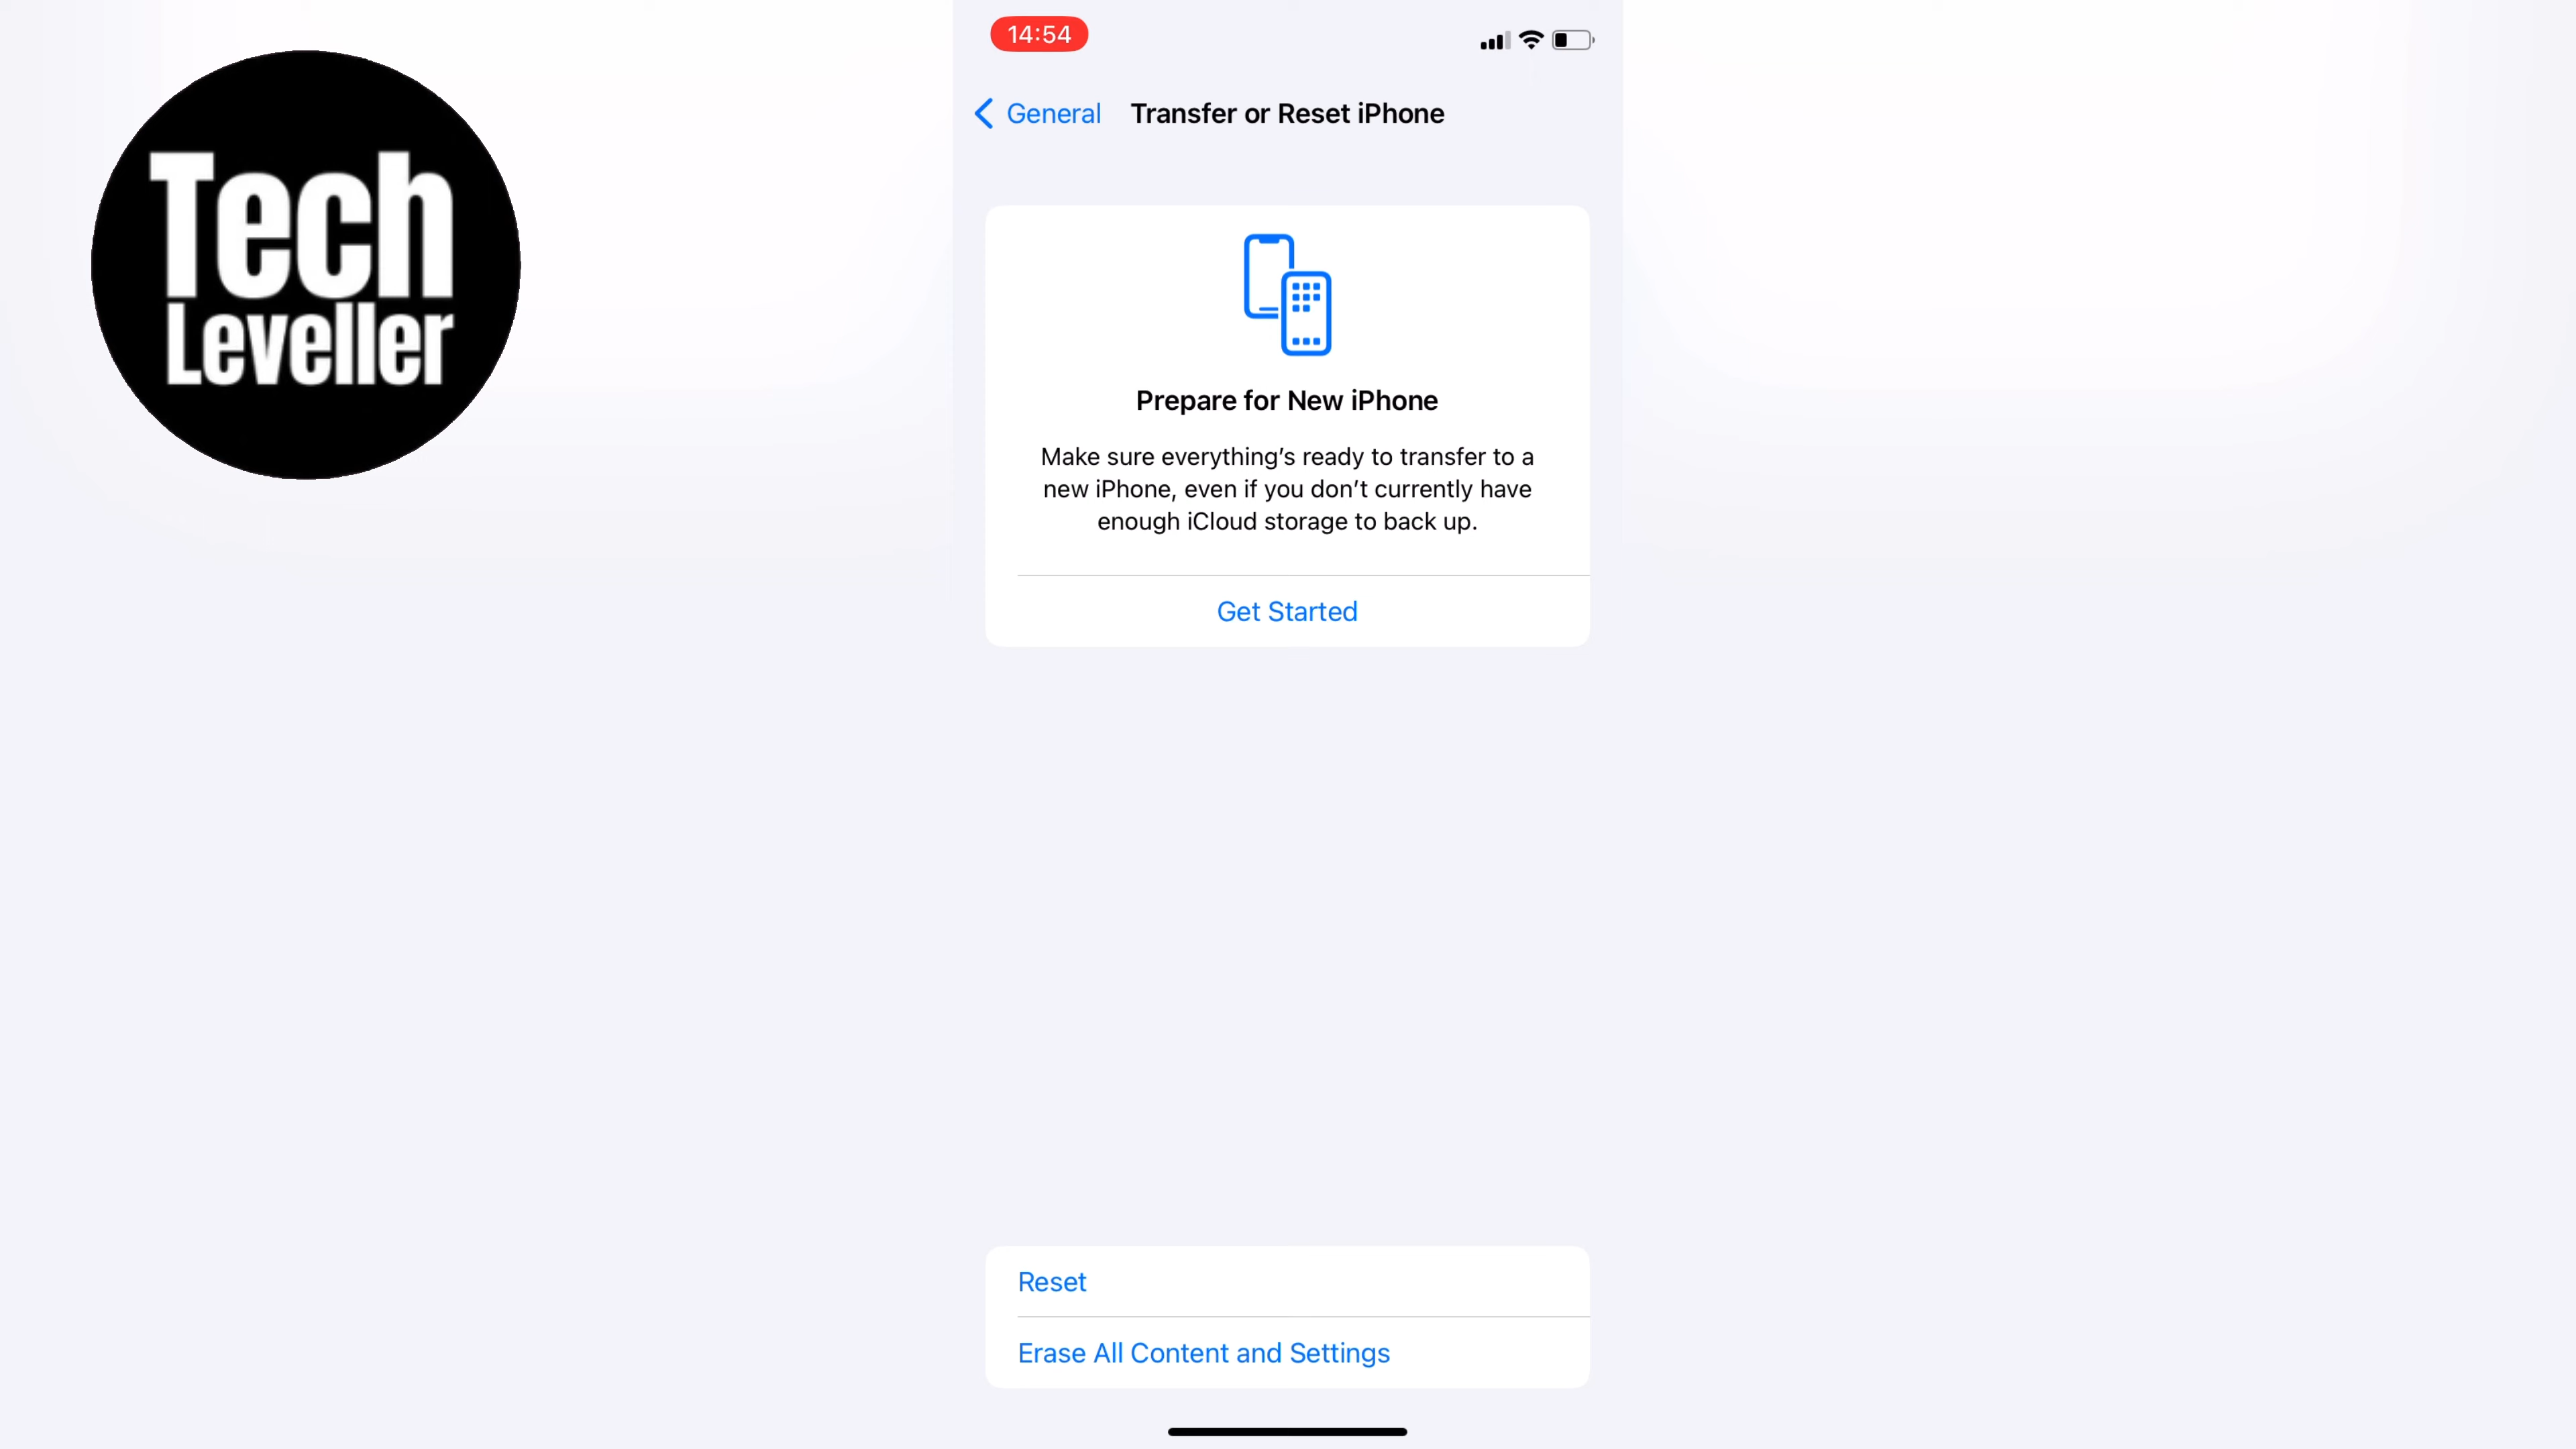 Tech
Leveller
14:54
General
Transfer or Reset iPhone
Prepare for New iPhone
Make sure everything’s ready to transfer to a
new iPhone, even if you don’t currently have
enough iCloud storage to back up.
Get Started
Reset
Erase All Content and Settings